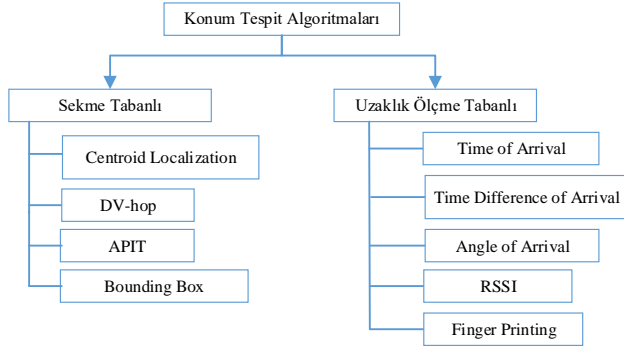 Konum Tespit Algoritmaları
Sekme Tabanlı
Centroid Localization
DV-hop
APIT
Bounding Box
Uzaklık Ölçme Tabanlı
Time of Arrival
Time Difference of Arrival
Angle of Arrival
RSSI
Finger Printing